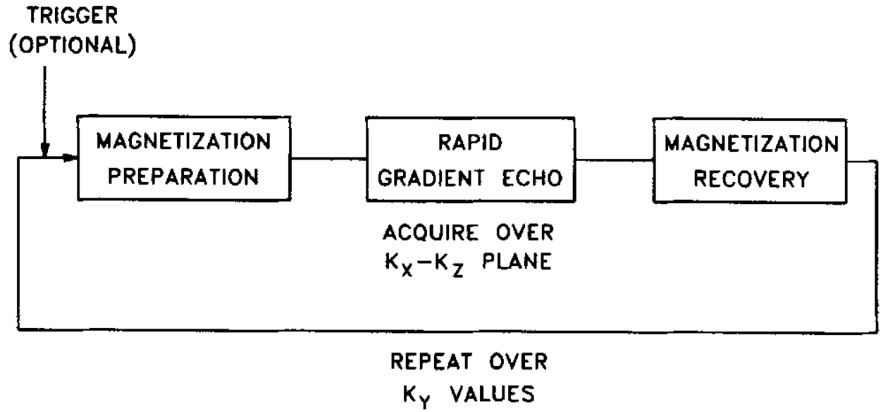 TRIGGER
(OPTIONAL)
MAGNETIZATION
PREPARATION
RAPID
GRADIENT ECHO
MAGNETIZATION
RECOVERY
ACQUIRE OVER
KX-KZ PLANE
REPEAT OVER
KY VALUES